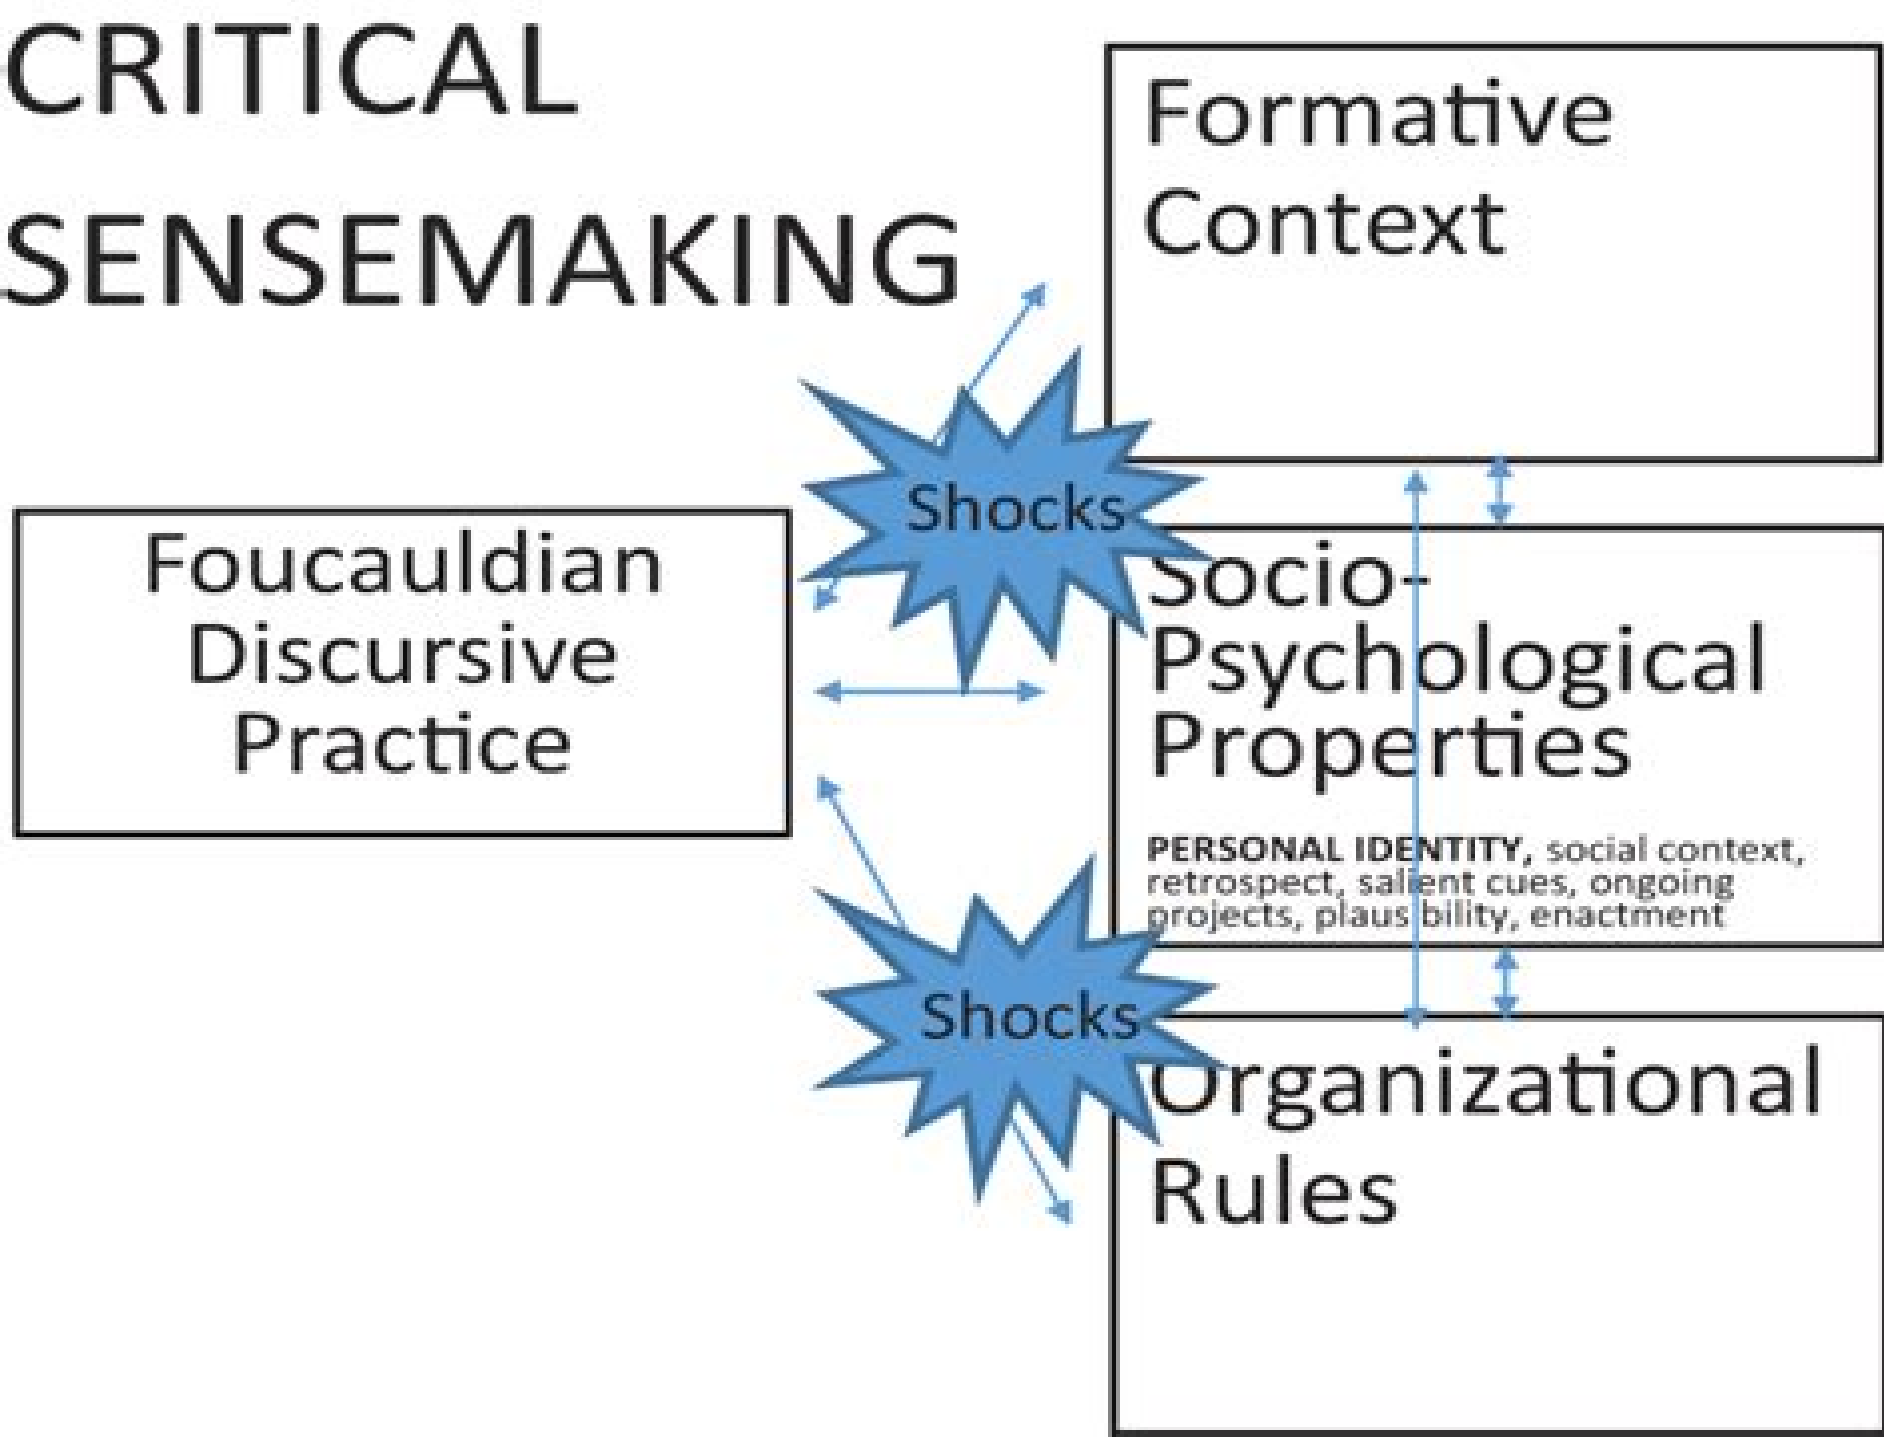 CRITICAL
SENSEMAKING
Formative
Context
Shocks
Foucauldian
Discursive
Practice
Socio-
Psychological
Properties
PERSONAL IDENTITY, social context,
retrospect, salient cues, ongoing
projects, plausibility, enactment
Shocks
Organizational
Rules